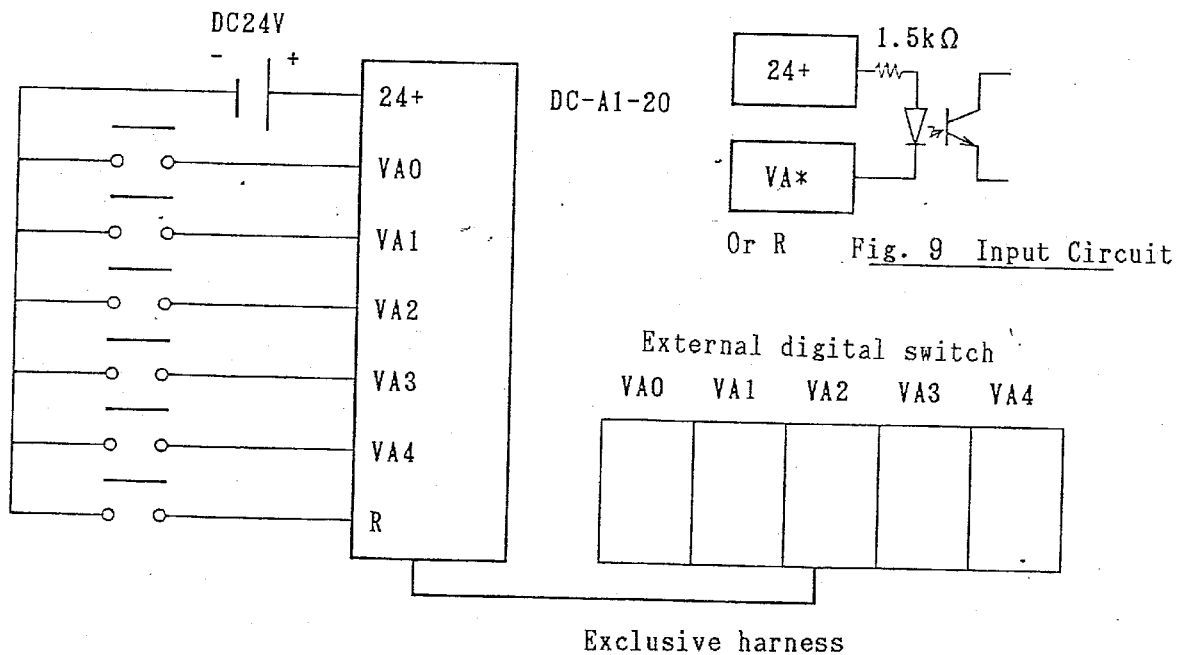 DC24V
- +
24+
VA0
VA1
VA2
VA3
VA4
R
DC-A1-20
1.5kΩ
24+
VA*
Or R
Fig. 9 Input Circuit
External digital switch
VA0 VA1 VA2 VA3 VA4
Exclusive harness